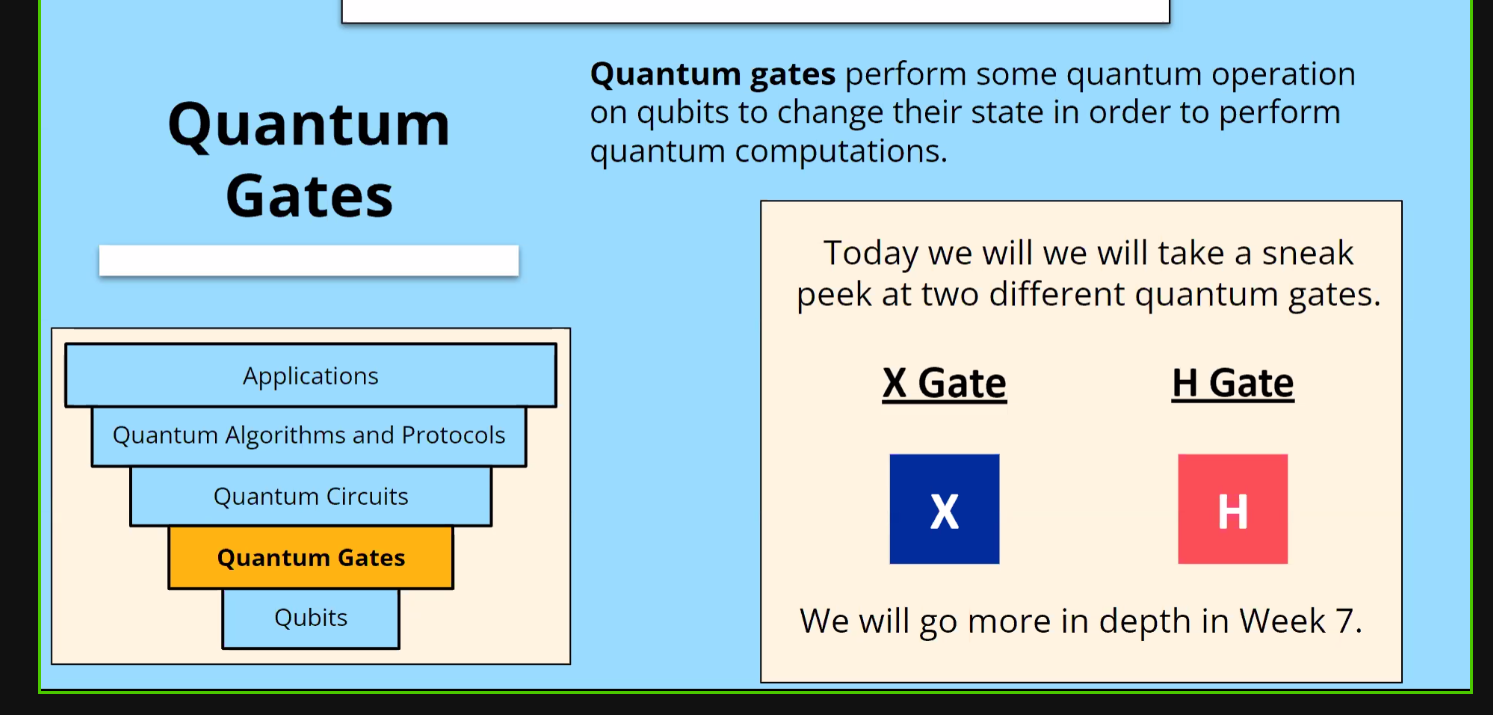 Quantum
Gates
Quantum gates perform some quantum operation
on qubits to change their state in order to perform
quantum computations.
Applications
Quantum Algorithms and Protocols
Quantum Circuits
Quantum Gates
Qubits
Today we will we will take a sneak
peek at two different quantum gates.
X Gate
H Gate
X
H
We will go more in depth in Week 7.